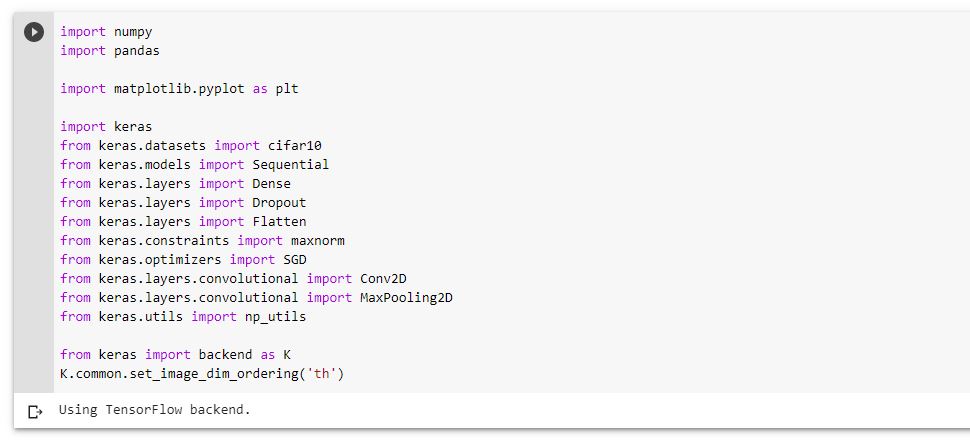 import numpy
import pandas
import matplotlib.pyplot as plt
import keras
from keras.datasets import cifar10
from keras.models import Sequential
from keras.layers import Dense
from keras.layers import Dropout
from keras.layers import Flatten
from keras.constraints import maxnorm
from keras.optimizers import SGD
from keras.layers.convolutional import Conv2D
from keras.layers.convolutional import MaxPooling2D
from keras.utils import np_utils
from keras import backend as K
K.common.set_image_dim_ordering('th')
Using TensorFlow backend.